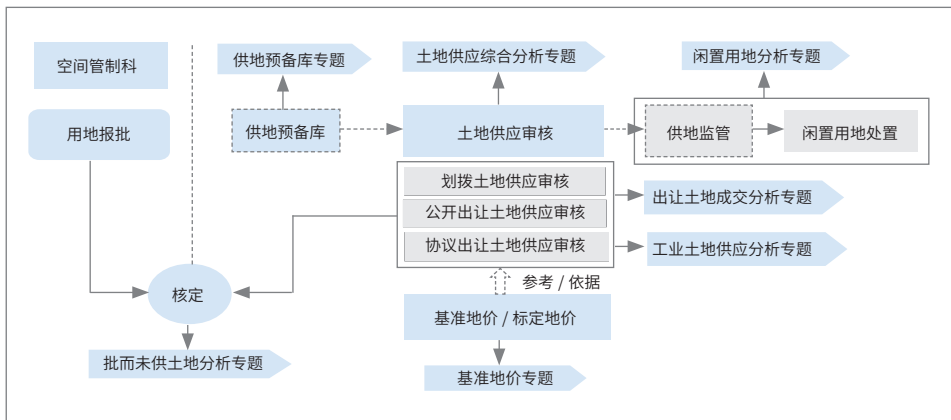 空间管制科
供地预备库专题
土地供应综合分析专题
闲置用地分析专题
用地报批
供地预备库
土地供应审核
供地监管
闲置用地处置
划拨土地供应审核
公开出让土地供应审核
协议出让土地供应审核
出让土地成交分析专题
工业土地供应分析专题
参考 / 依据
核定
基准地价 / 标定地价
批而未供土地分析专题
基准地价专题